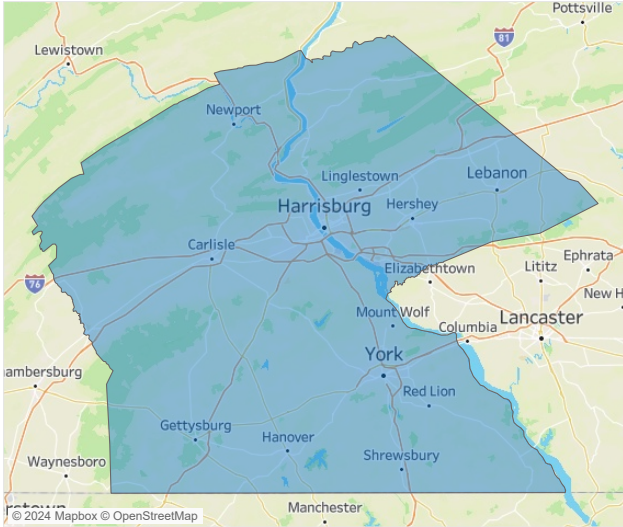 Pottsville
81
Lewistown
Newport
Linglestown
Lebanon
Harrisburg
Hershey
Carlisle
Ephrata
Elizabethtown
Lititz
76
New H
Mount Wolf
Lancaster
Columbia
York
ambersburg
Red Lion
Gettysburg
Hanover
Shrewsbury
Waynesboro
Manchester
rstown
© 2024 Mapbox © OpenStreetMap